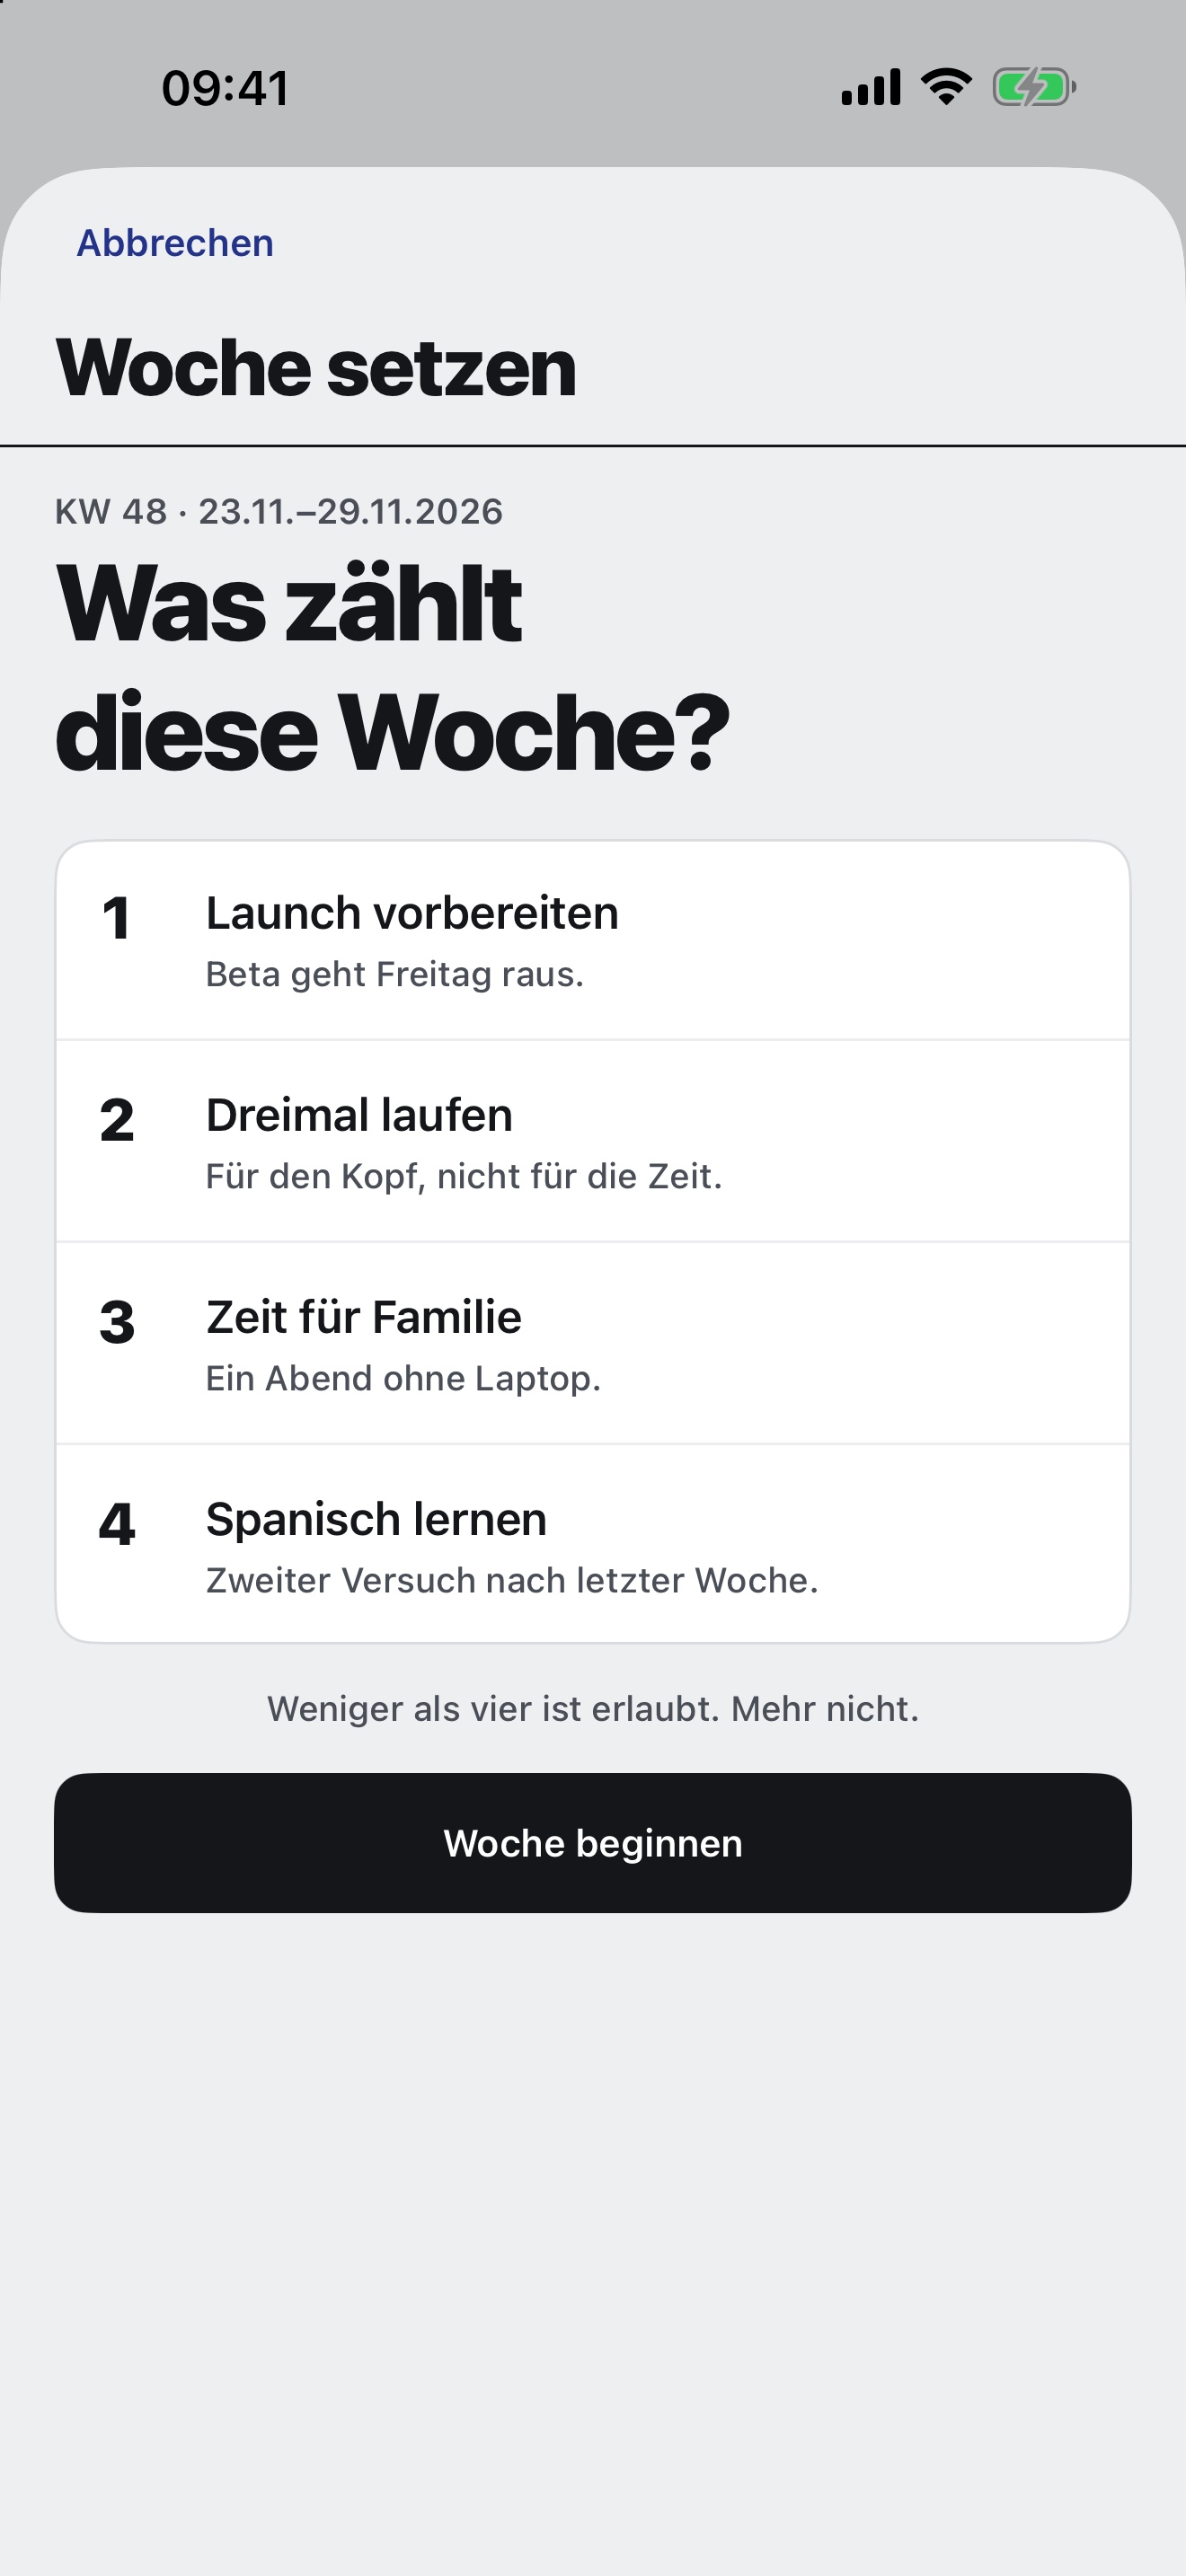 09:41
Abbrechen
Woche setzen
KW 48 · 23.11.–29.11.2026
Was zählt
diese Woche?
1 Launch vorbereiten
Beta geht Freitag raus.
2 Dreimal laufen
Für den Kopf, nicht für die Zeit.
3 Zeit für Familie
Ein Abend ohne Laptop.
4 Spanisch lernen
Zweiter Versuch nach letzter Woche.
Weniger als vier ist erlaubt. Mehr nicht.
Woche beginnen